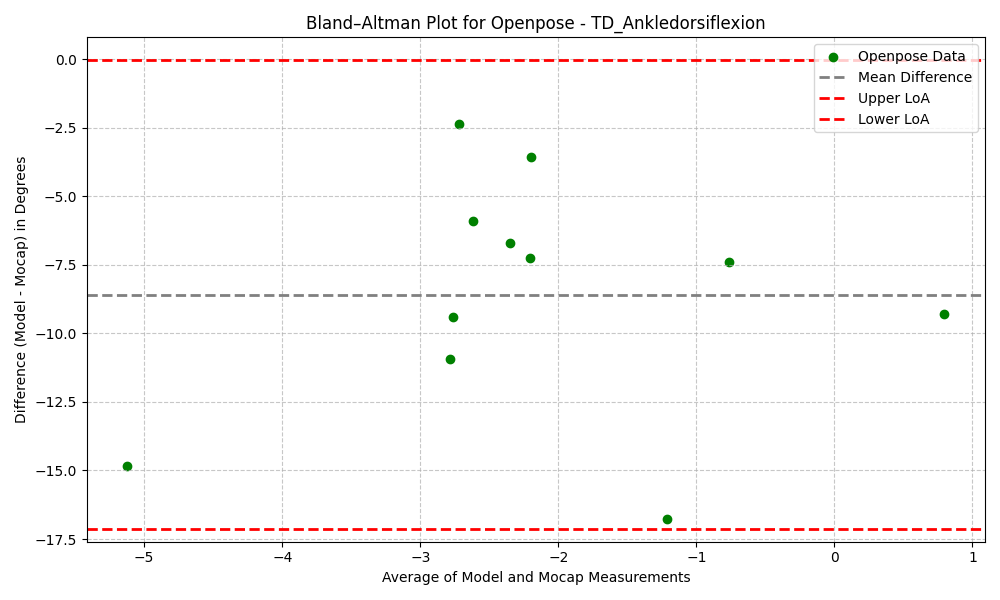 Bland–Altman Plot for Openpose - TD_Ankledorsiflexion
Difference (Model - Mocap) in Degrees
0.0
−2.5
−5.0
−7.5
−10.0
−12.5
−15.0
−17.5
Openpose Data
Mean Difference
Upper LoA
Lower LoA
−5 −4 −3 −2 −1 0 1
Average of Model and Mocap Measurements